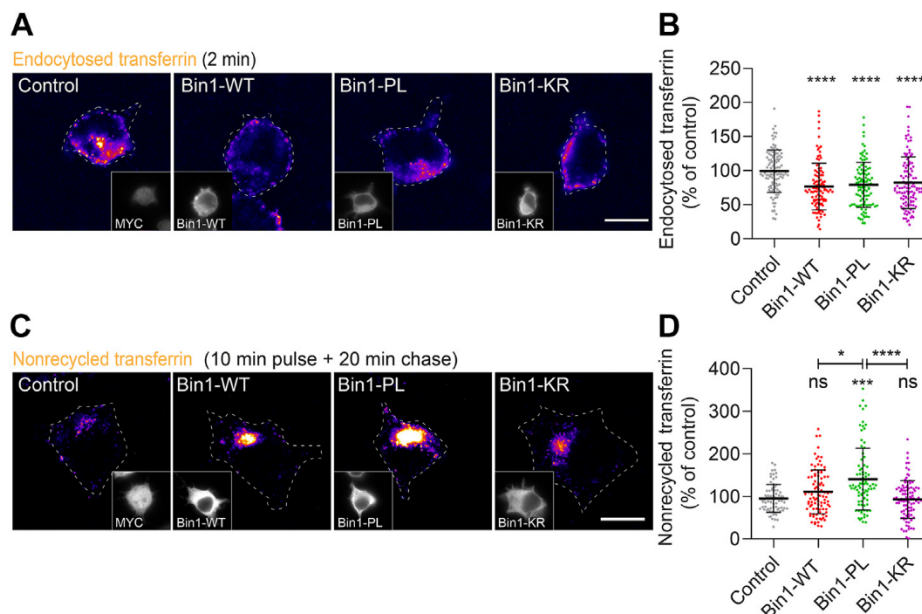 A
Endocytosed transferrin (2 min)
Control
Bin1-WT
Bin1-PL
Bin1-KR
MYC
Bin1-WT
Bin1-PL
Bin1-KR
B
Endocytosed transferrin
(% of control)
250
200
150
100
50
0
**** **** ****
Control
Bin1-WT
Bin1-PL
Bin1-KR
C
Nonrecycled transferrin (10 min pulse + 20 min chase)
Control
Bin1-WT
Bin1-PL
Bin1-KR
MYC
Bin1-WT
Bin1-PL
Bin1-KR
D
Nonrecycled transferrin
(% of control)
400
300
200
100
0
* ****
ns *** ns
Control
Bin1-WT
Bin1-PL
Bin1-KR